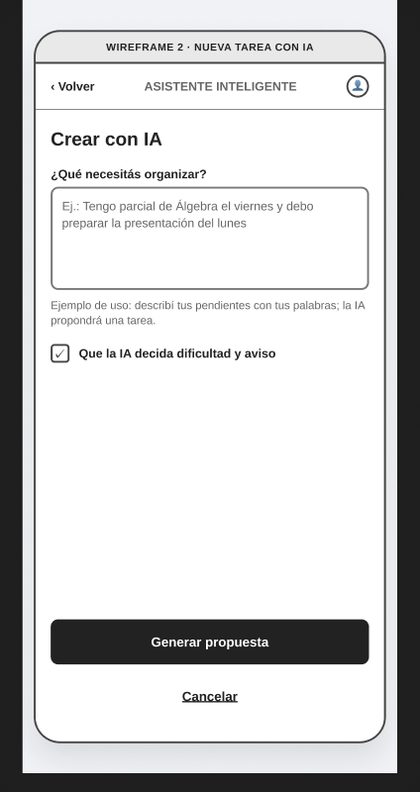 WIREFRAME 2 · NUEVA TAREA CON IA
‹ Volver
ASISTENTE INTELIGENTE
Crear con IA
¿Qué necesitás organizar?
Ej.: Tengo parcial de Álgebra el viernes y debo
preparar la presentación del lunes
Ejemplo de uso: describí tus pendientes con tus palabras; la IA
propondrá una tarea.
✓ Que la IA decida dificultad y aviso
Generar propuesta
Cancelar